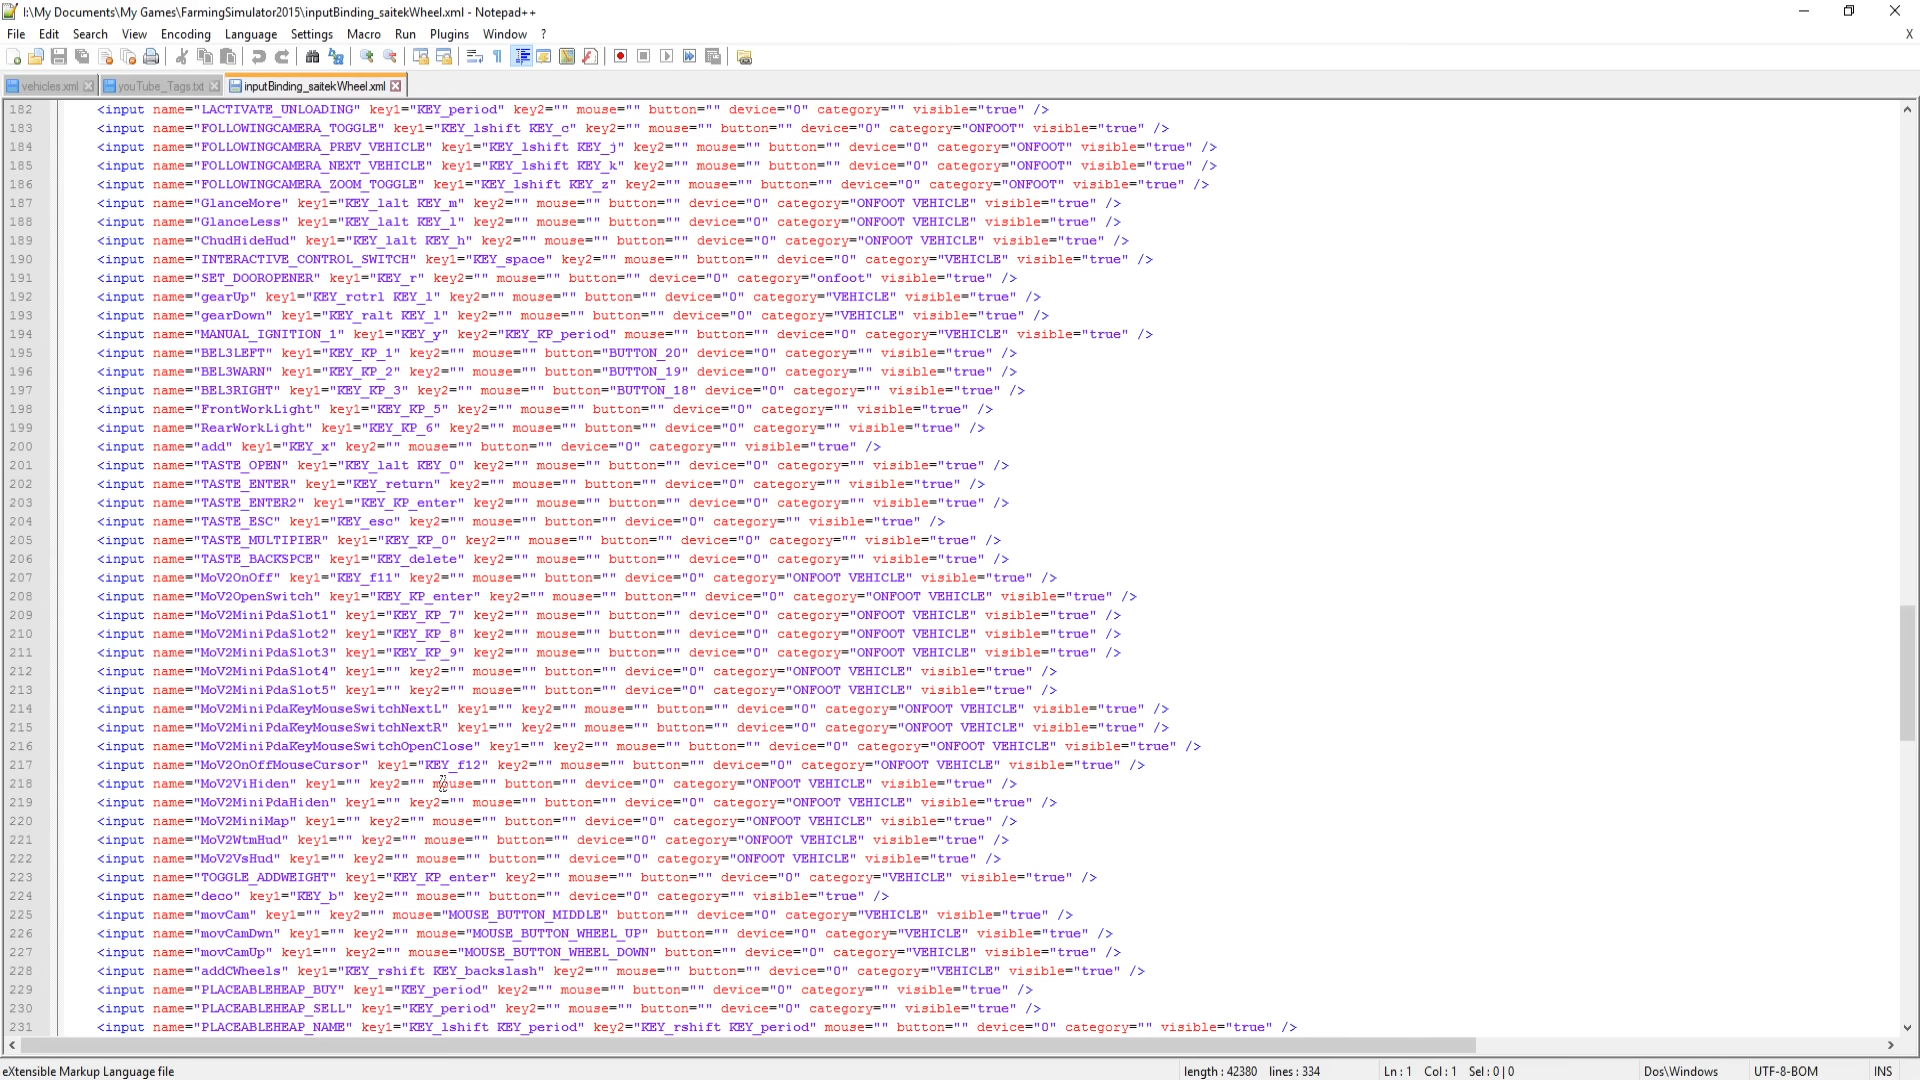 I:\My Documents\My Games\FarmingSimulator2015\inputBinding_saitekWheel.xml - Notepad++
File Edit Search View Encoding Language Settings Macro Run Plugins Window ? X
vehicles.xml youTube_Tags.txt inputBinding_saitekWheel.xml
182 <input name="LACTIVATE_UNLOADING" key1="KEY_period" key2="" mouse="" button="" device="0" category="" visible="true" />
183 <input name="FOLLOWINGCAMERA_TOGGLE" key1="KEY_lshift KEY_c" key2="" mouse="" button="" device="0" category="ONFOOT" visible="true" />
184 <input name="FOLLOWINGCAMERA_PREV_VEHICLE" key1="KEY_lshift KEY_j" key2="" mouse="" button="" device="0" category="ONFOOT" visible="true" />
185 <input name="FOLLOWINGCAMERA_NEXT_VEHICLE" key1="KEY_lshift KEY_k" key2="" mouse="" button="" device="0" category="ONFOOT" visible="true" />
186 <input name="FOLLOWINGCAMERA_ZOOM_TOGGLE" key1="KEY_lshift KEY_z" key2="" mouse="" button="" device="0" category="ONFOOT" visible="true" />
187 <input name="GlanceMore" key1="KEY_lalt KEY_m" key2="" mouse="" button="" device="0" category="ONFOOT VEHICLE" visible="true" />
188 <input name="GlanceLess" key1="KEY_lalt KEY_l" key2="" mouse="" button="" device="0" category="ONFOOT VEHICLE" visible="true" />
189 <input name="ChudHideHud" key1="KEY_lalt KEY_h" key2="" mouse="" button="" device="0" category="ONFOOT VEHICLE" visible="true" />
190 <input name="INTERACTIVE_CONTROL_SWITCH" key1="KEY_space" key2="" mouse="" button="" device="0" category="VEHICLE" visible="true" />
191 <input name="SET_DOOROPENER" key1="KEY_r" key2="" mouse="" button="" device="0" category="onfoot" visible="true" />
192 <input name="gearUp" key1="KEY_rctrl KEY_l" key2="" mouse="" button="" device="0" category="VEHICLE" visible="true" />
193 <input name="gearDown" key1="KEY_ralt KEY_l" key2="" mouse="" button="" device="0" category="VEHICLE" visible="true" />
194 <input name="MANUAL_IGNITION_1" key1="KEY_y" key2="KEY_KP_period" mouse="" button="" device="0" category="VEHICLE" visible="true" />
195 <input name="BEL3LEFT" key1="KEY_KP_1" key2="" mouse="" button="BUTTON_20" device="0" category="" visible="true" />
196 <input name="BEL3WARN" key1="KEY_KP_2" key2="" mouse="" button="BUTTON_19" device="0" category="" visible="true" />
197 <input name="BEL3RIGHT" key1="KEY_KP_3" key2="" mouse="" button="BUTTON_18" device="0" category="" visible="true" />
198 <input name="FrontWorkLight" key1="KEY_KP_5" key2="" mouse="" button="" device="0" category="" visible="true" />
199 <input name="RearWorkLight" key1="KEY_KP_6" key2="" mouse="" button="" device="0" category="" visible="true" />
200 <input name="add" key1="KEY_x" key2="" mouse="" button="" device="0" category="" visible="true" />
201 <input name="TASTE_OPEN" key1="KEY_lalt KEY_0" key2="" mouse="" button="" device="0" category="" visible="true" />
202 <input name="TASTE_ENTER" key1="KEY_return" key2="" mouse="" button="" device="0" category="" visible="true" />
203 <input name="TASTE_ENTER2" key1="KEY_KP_enter" key2="" mouse="" button="" device="0" category="" visible="true" />
204 <input name="TASTE_ESC" key1="KEY_esc" key2="" mouse="" button="" device="0" category="" visible="true" />
205 <input name="TASTE_MULTIPIER" key1="KEY_KP_0" key2="" mouse="" button="" device="0" category="" visible="true" />
206 <input name="TASTE_BACKSPCE" key1="KEY_delete" key2="" mouse="" button="" device="0" category="" visible="true" />
207 <input name="MoV2OnOff" key1="KEY_f11" key2="" mouse="" button="" device="0" category="ONFOOT VEHICLE" visible="true" />
208 <input name="MoV2OpenSwitch" key1="KEY_KP_enter" key2="" mouse="" button="" device="0" category="ONFOOT VEHICLE" visible="true" />
209 <input name="MoV2MiniPdaSlot1" key1="KEY_KP_7" key2="" mouse="" button="" device="0" category="ONFOOT VEHICLE" visible="true" />
210 <input name="MoV2MiniPdaSlot2" key1="KEY_KP_8" key2="" mouse="" button="" device="0" category="ONFOOT VEHICLE" visible="true" />
211 <input name="MoV2MiniPdaSlot3" key1="KEY_KP_9" key2="" mouse="" button="" device="0" category="ONFOOT VEHICLE" visible="true" />
212 <input name="MoV2MiniPdaSlot4" key1="" key2="" mouse="" button="" device="0" category="ONFOOT VEHICLE" visible="true" />
213 <input name="MoV2MiniPdaSlot5" key1="" key2="" mouse="" button="" device="0" category="ONFOOT VEHICLE" visible="true" />
214 <input name="MoV2MiniPdaKeyMouseSwitchNextL" key1="" key2="" mouse="" button="" device="0" category="ONFOOT VEHICLE" visible="true" />
215 <input name="MoV2MiniPdaKeyMouseSwitchNextR" key1="" key2="" mouse="" button="" device="0" category="ONFOOT VEHICLE" visible="true" />
216 <input name="MoV2MiniPdaKeyMouseSwitchOpenClose" key1="" key2="" mouse="" button="" device="0" category="ONFOOT VEHICLE" visible="true" />
217 <input name="MoV2OnOffMouseCursor" key1="KEY_f12" key2="" mouse="" button="" device="0" category="ONFOOT VEHICLE" visible="true" />
218 <input name="MoV2ViHiden" key1="" key2="" mouse="" button="" device="0" category="ONFOOT VEHICLE" visible="true" />
219 <input name="MoV2MiniPdaHiden" key1="" key2="" mouse="" button="" device="0" category="ONFOOT VEHICLE" visible="true" />
220 <input name="MoV2MiniMap" key1="" key2="" mouse="" button="" device="0" category="ONFOOT VEHICLE" visible="true" />
221 <input name="MoV2WtmHud" key1="" key2="" mouse="" button="" device="0" category="ONFOOT VEHICLE" visible="true" />
222 <input name="MoV2VsHud" key1="" key2="" mouse="" button="" device="0" category="ONFOOT VEHICLE" visible="true" />
223 <input name="TOGGLE_ADDWEIGHT" key1="KEY_KP_enter" key2="" mouse="" button="" device="0" category="VEHICLE" visible="true" />
224 <input name="deco" key1="KEY_b" key2="" mouse="" button="" device="0" category="" visible="true" />
225 <input name="movCam" key1="" key2="" mouse="MOUSE_BUTTON_MIDDLE" button="" device="0" category="VEHICLE" visible="true" />
226 <input name="movCamDwn" key1="" key2="" mouse="MOUSE_BUTTON_WHEEL_UP" button="" device="0" category="VEHICLE" visible="true" />
227 <input name="movCamUp" key1="" key2="" mouse="MOUSE_BUTTON_WHEEL_DOWN" button="" device="0" category="VEHICLE" visible="true" />
228 <input name="addCWheels" key1="KEY_rshift KEY_backslash" key2="" mouse="" button="" device="0" category="VEHICLE" visible="true" />
229 <input name="PLACEABLEHEAP_BUY" key1="KEY_period" key2="" mouse="" button="" device="0" category="" visible="true" />
230 <input name="PLACEABLEHEAP_SELL" key1="KEY_period" key2="" mouse="" button="" device="0" category="" visible="true" />
231 <input name="PLACEABLEHEAP_NAME" key1="KEY_lshift KEY_period" key2="KEY_rshift KEY_period" mouse="" button="" device="0" category="" visible="true" />
eXtensible Markup Language file length : 42380 lines : 334 Ln : 1 Col : 1 Sel : 0 | 0 Dos\Windows UTF-8-BOM INS